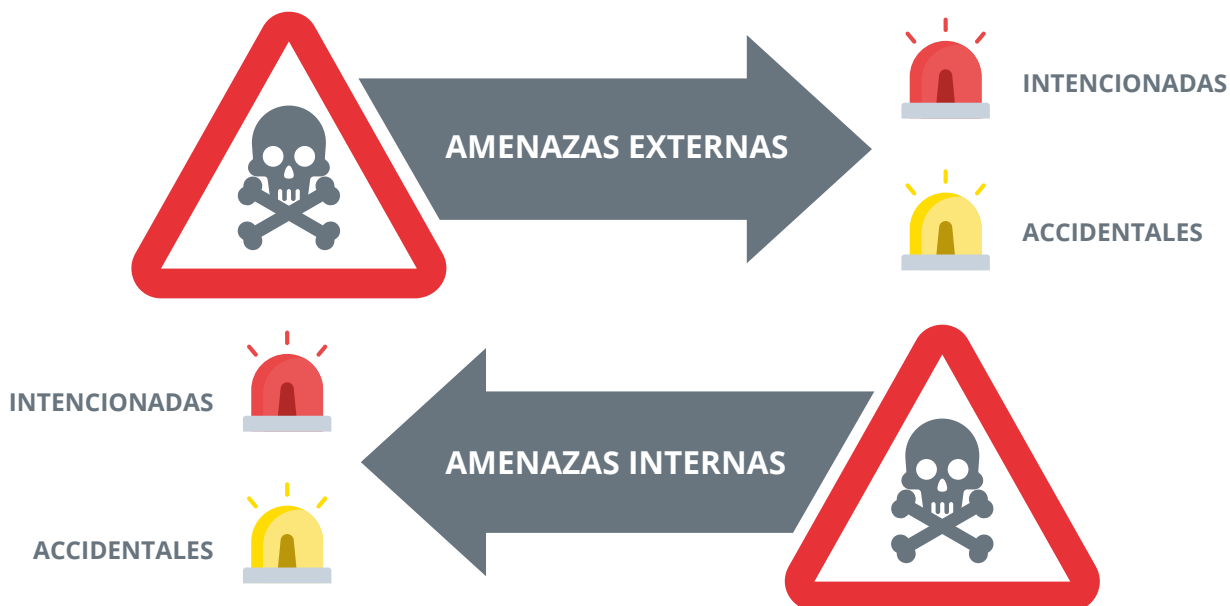 AMENAZAS EXTERNAS
INTENCIONADAS
ACCIDENTALES
INTENCIONADAS
AMENAZAS INTERNAS
ACCIDENTALES